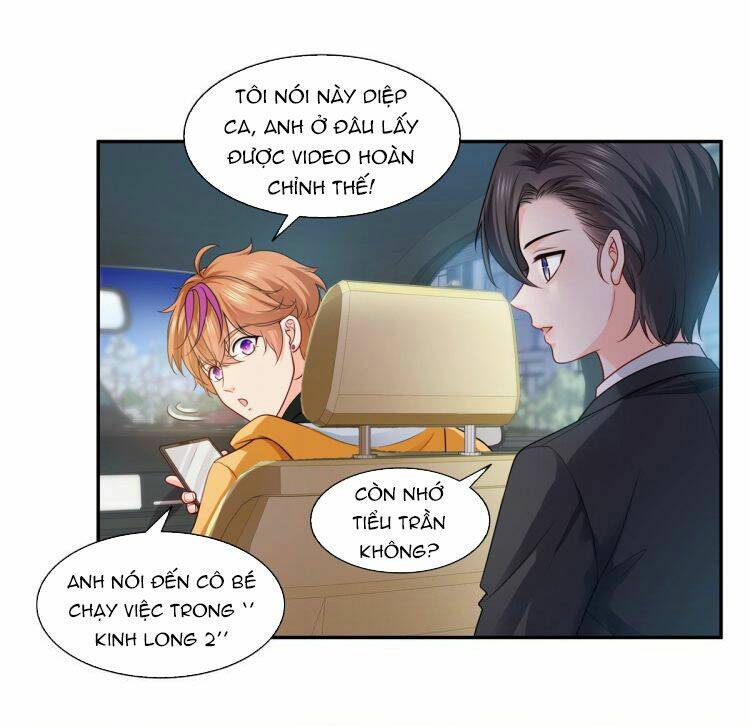 TÔI NÓI NÀY DIỆP
CA, ANH Ở ĐÂU LẤY
ĐƯỢC VIDEO HOÀN
CHỈNH THẾ!
CÒN NHỚ
TIỂU TRẦN
KHÔNG?
ANH NÓI ĐẾN CÔ BÉ
CHẠY VIỆC TRONG ‘‘
KINH LONG 2’’